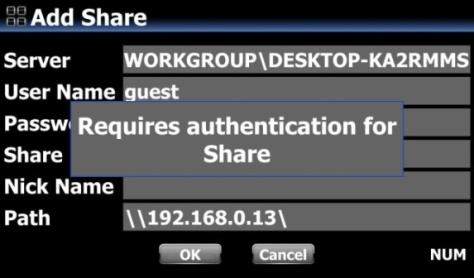 Add Share
Server WORKGROUP\DESKTOP-KA2RMMS
User Name guest
Requires authentication for
Share
Share
Nick Name
Path \\192.168.0.13\
OK Cancel NUM